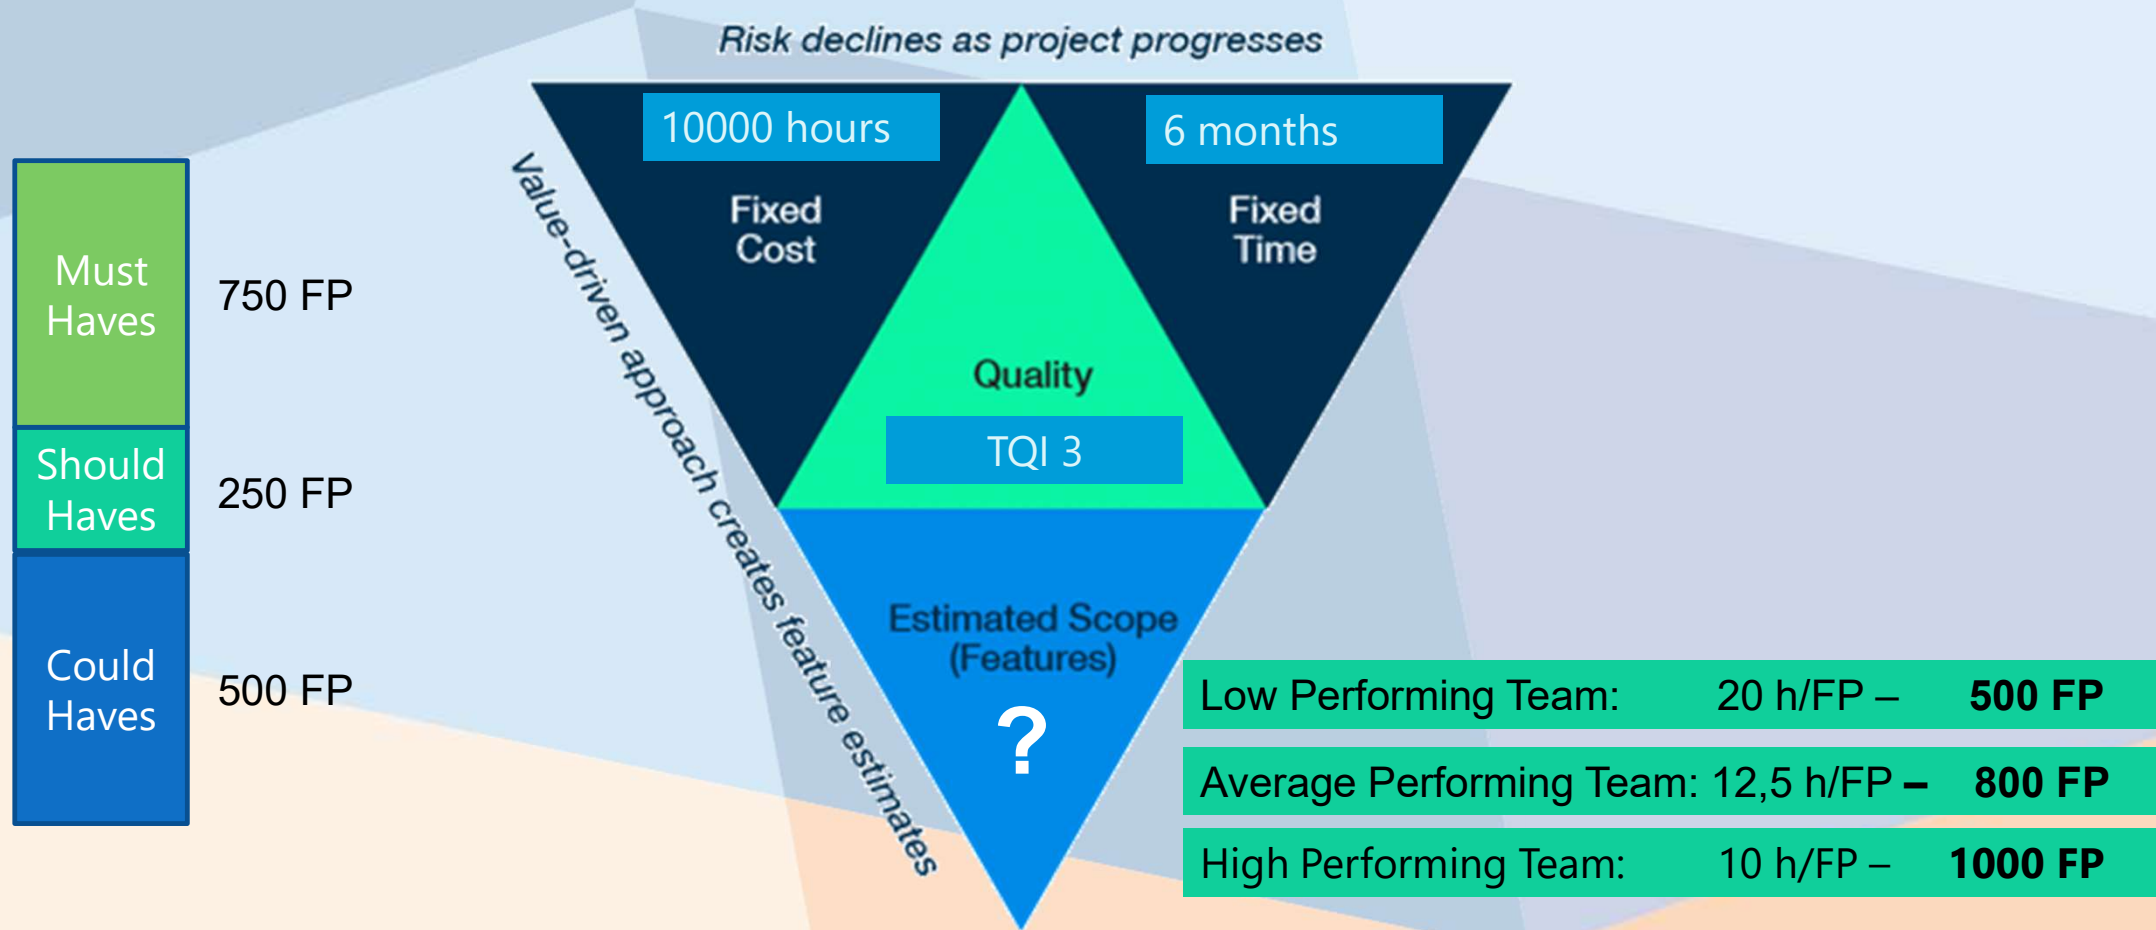 Risk declines as project progresses
10000 hours
6 months
Fixed
Cost
Fixed
Time
Value-driven approach creates feature estimates
Quality
TQI 3
Estimated Scope
(Features)
?
Must
Haves
750 FP
Should
Haves
250 FP
Could
Haves
500 FP
Low Performing Team: 20 h/FP – 500 FP
Average Performing Team: 12,5 h/FP – 800 FP
High Performing Team: 10 h/FP – 1000 FP